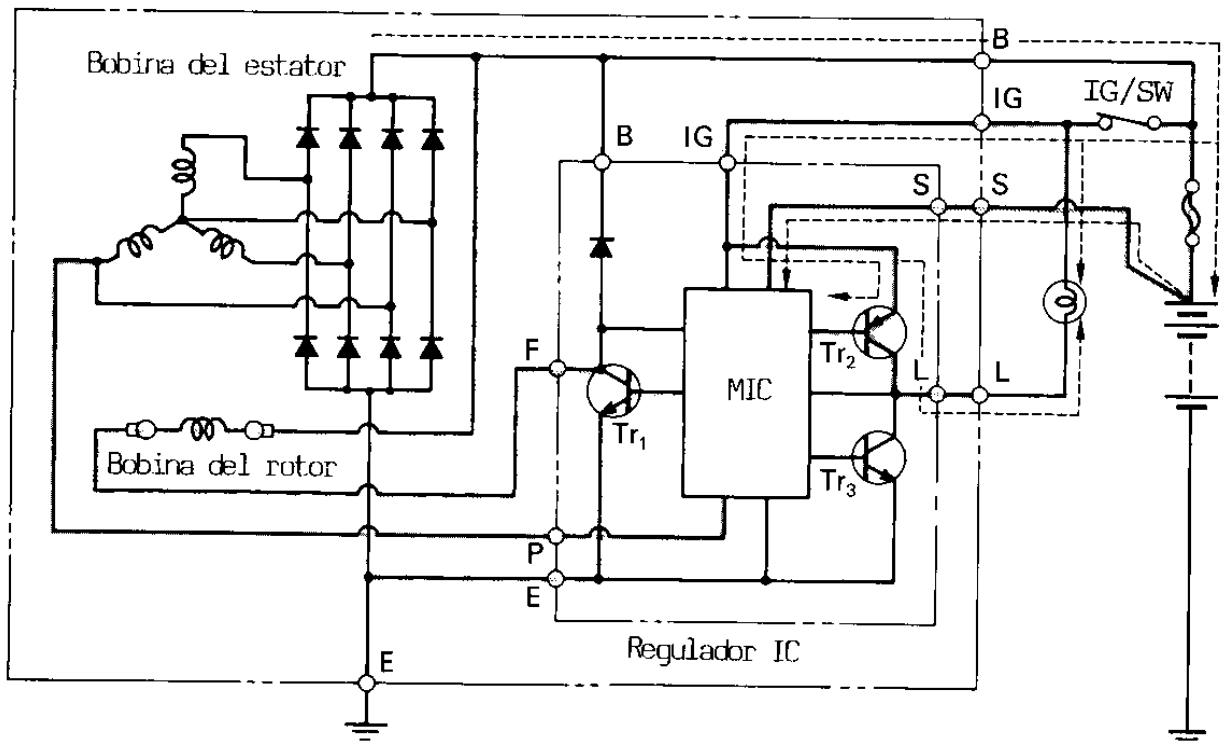 B
Bobina del estator
IG
IG/SW
B
IG
S
S
F
Tr₂
L
L
MIC
Tr₁
Bobina del rotor
Tr₃
P
E
Regulador IC
E